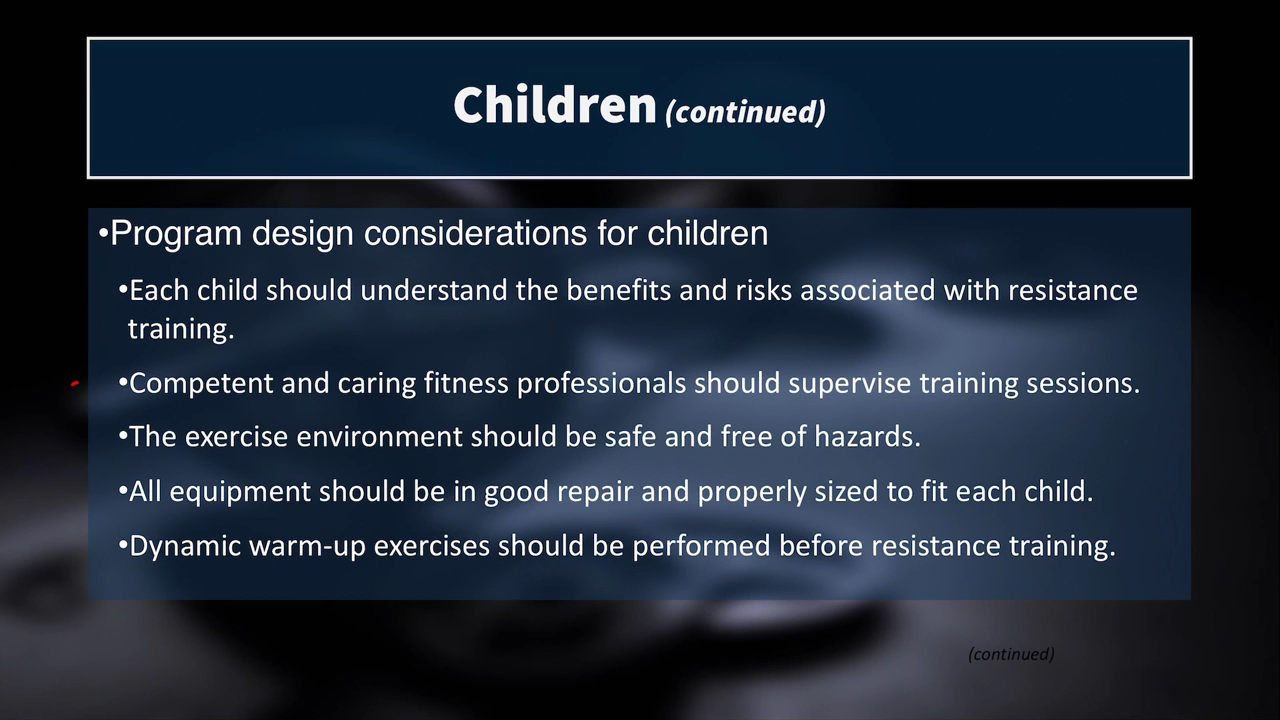 Children (continued)
•Program design considerations for children
•Each child should understand the benefits and risks associated with resistance
training.
•Competent and caring fitness professionals should supervise training sessions.
•The exercise environment should be safe and free of hazards.
•All equipment should be in good repair and properly sized to fit each child.
•Dynamic warm-up exercises should be performed before resistance training.
(continued)